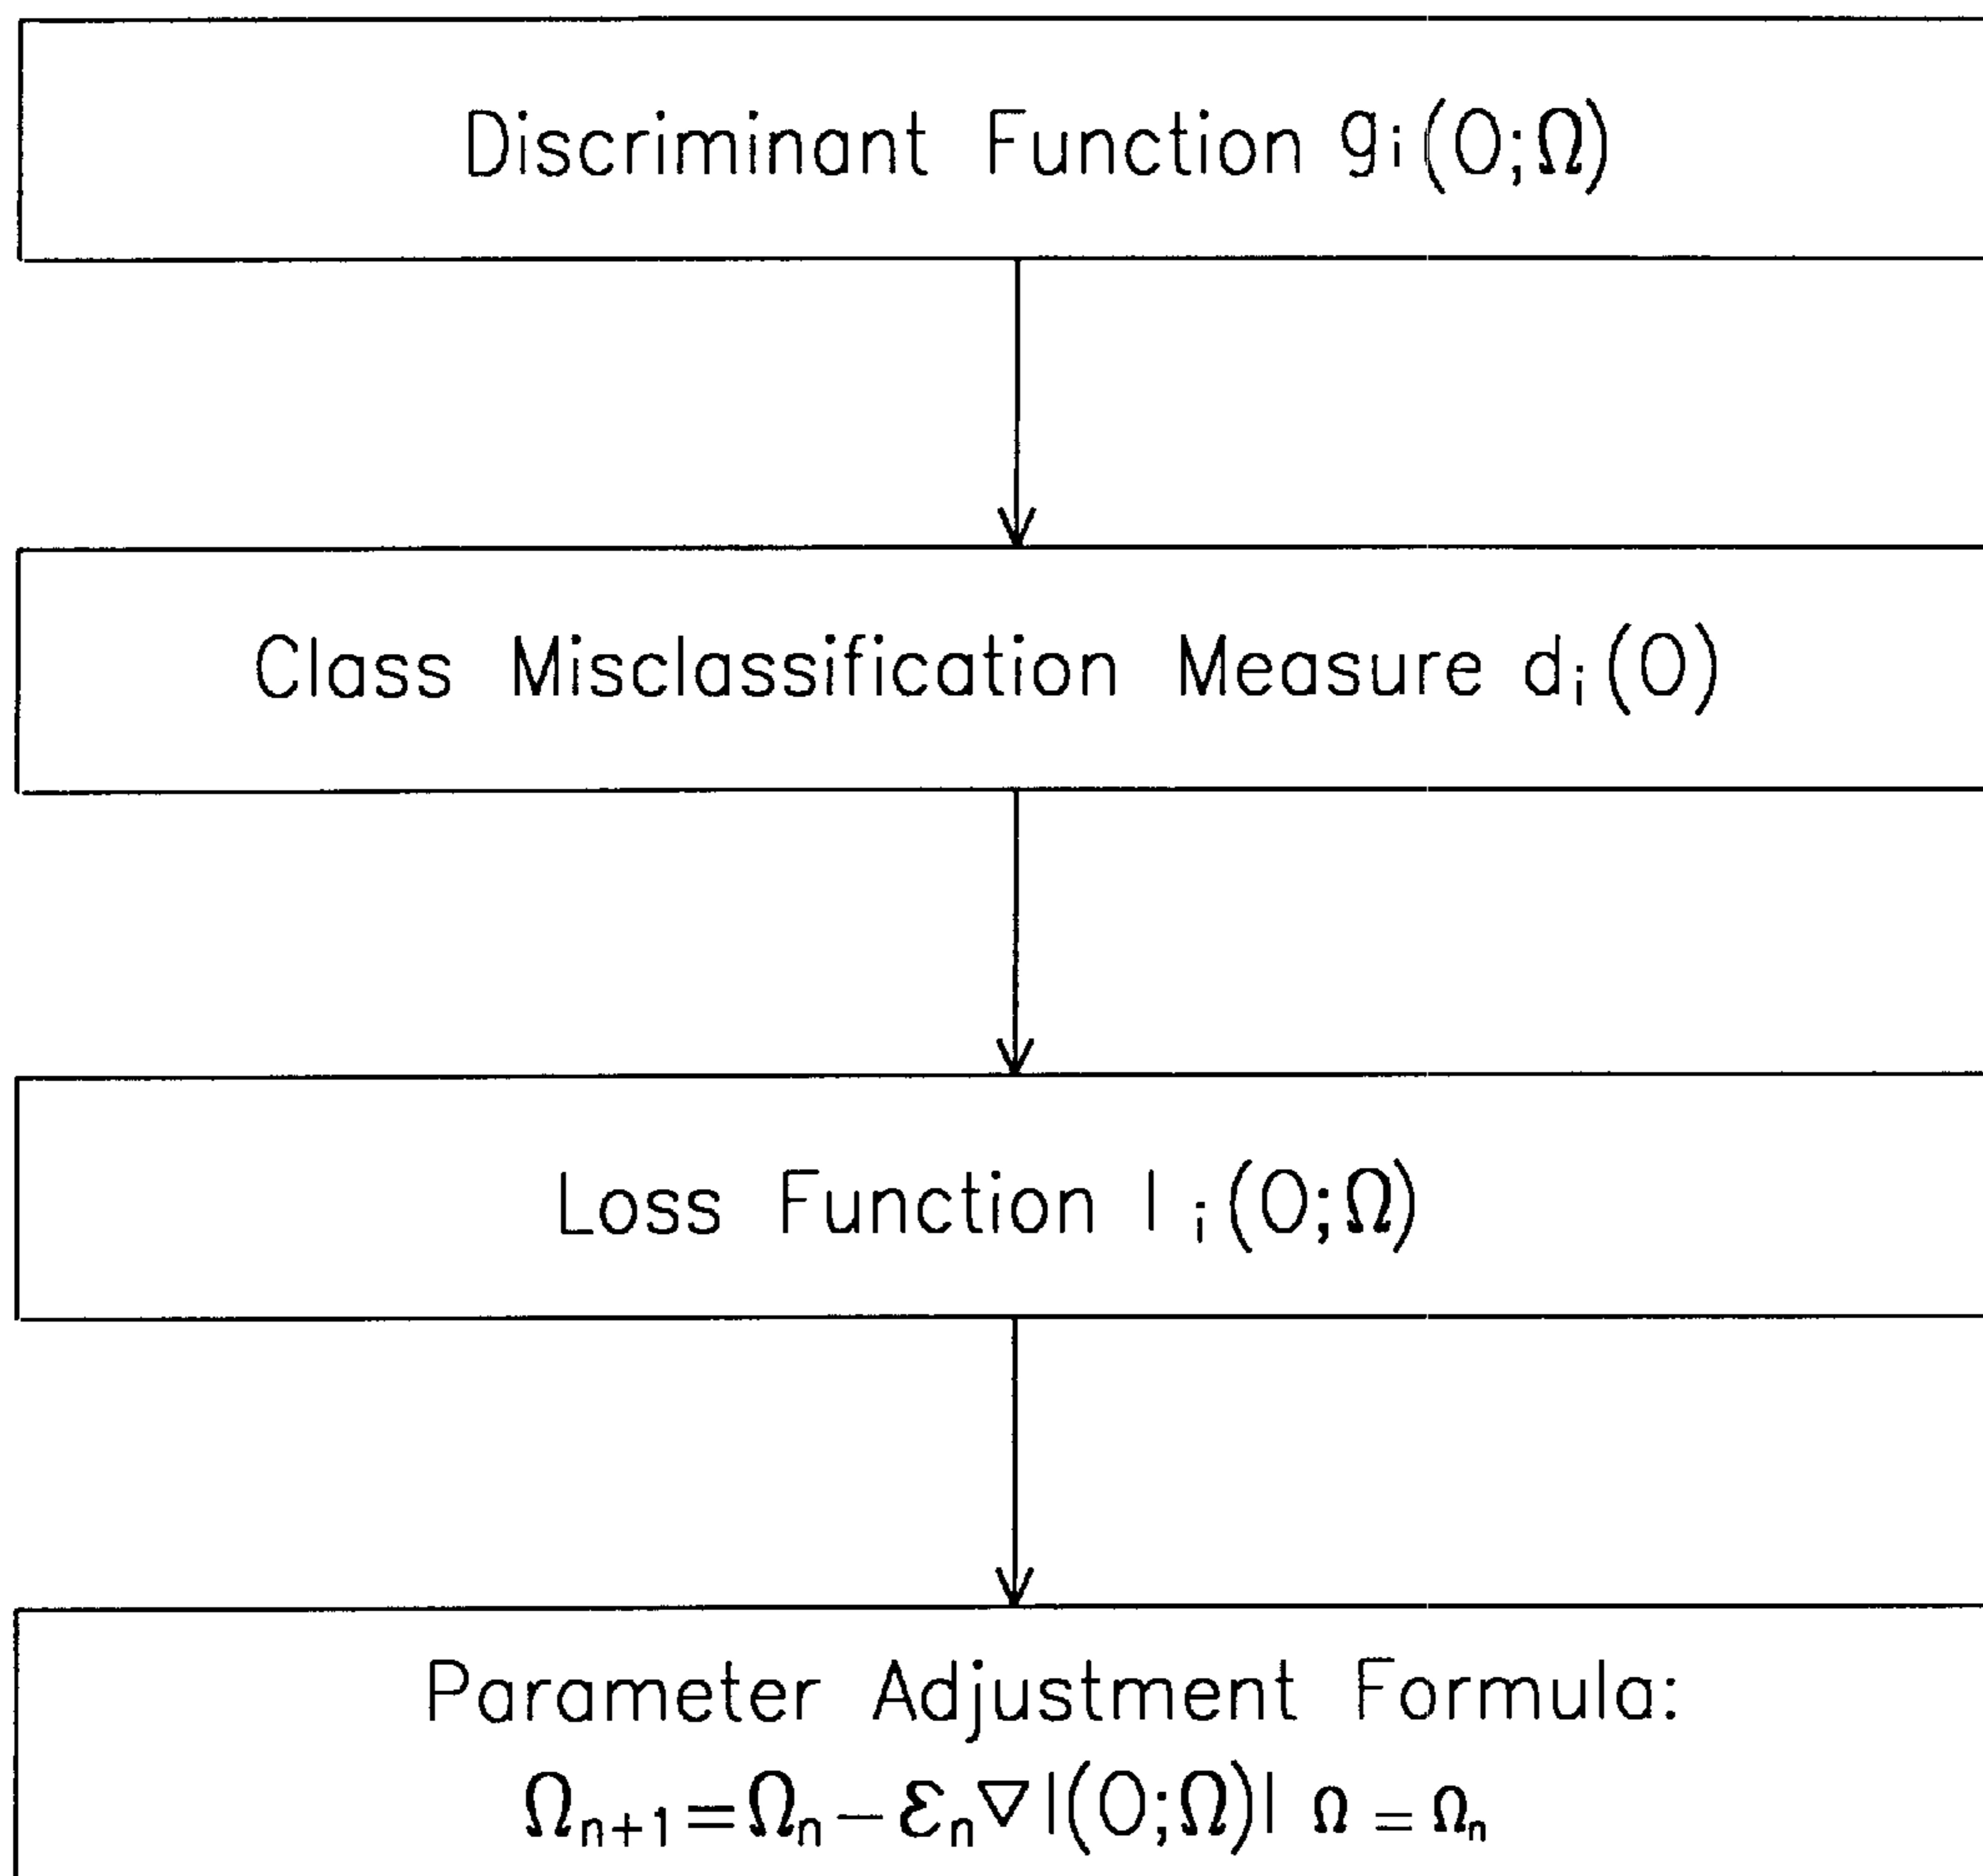 Discriminant Function gᵢ(O;Ω)
Class Misclassification Measure dᵢ(O)
Loss Function lᵢ(O;Ω)
Parameter Adjustment Formula:
Ωₙ₊₁=Ωₙ−εₙ∇l(O;Ω)| Ω=Ωₙ